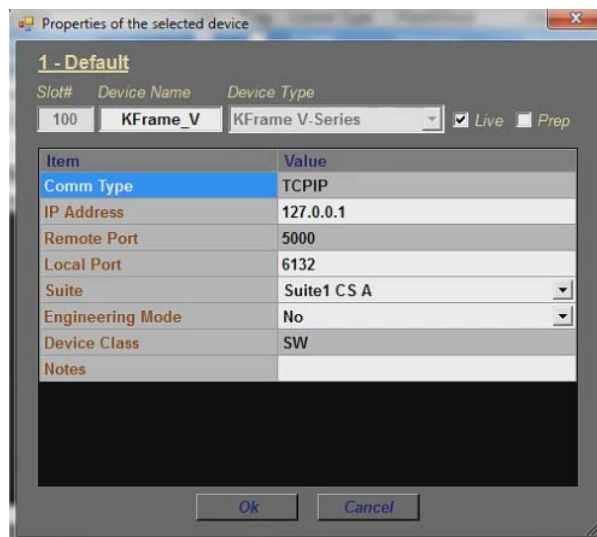 Properties of the selected device
1 - Default
Slot# Device Name Device Type
100 KFrame_V KFrame V-Series Live Prep
Item Value
Comm Type TCPIP
IP Address 127.0.0.1
Remote Port 5000
Local Port 6132
Suite Suite1 CS A
Engineering Mode No
Device Class SW
Notes
Ok Cancel